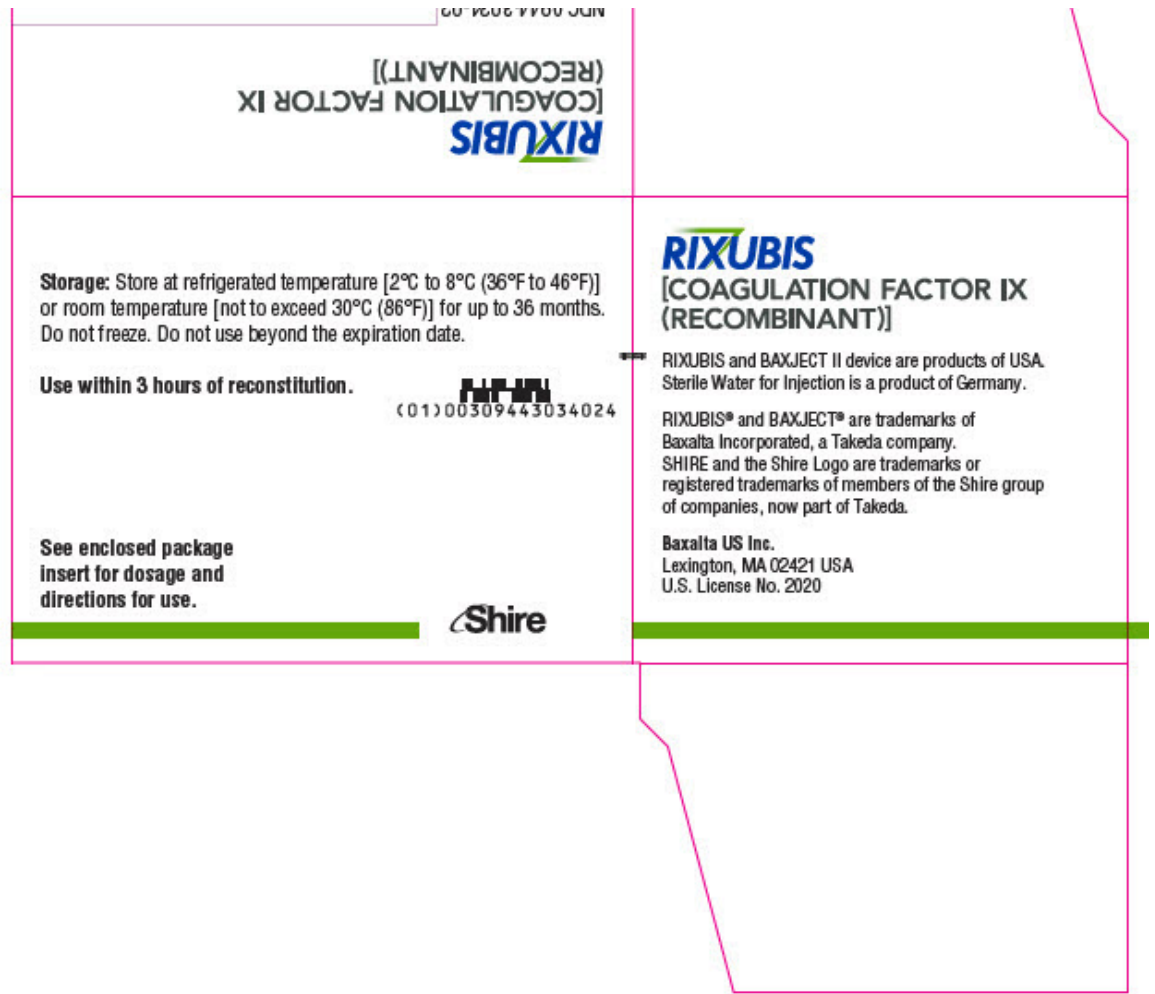 RIXUBIS
[COAGULATION FACTOR IX
(RECOMBINANT)]
NDC
Storage: Store at refrigerated temperature [2°C to 8°C (36°F to 46°F)]
or room temperature [not to exceed 30°C (86°F)] for up to 36 months.
Do not freeze. Do not use beyond the expiration date.
Use within 3 hours of reconstitution.
(01)00309443034024
See enclosed package
insert for dosage and
directions for use.
Shire
RIXUBIS
[COAGULATION FACTOR IX
(RECOMBINANT)]
RIXUBIS and BAXJECT II device are products of USA.
Sterile Water for Injection is a product of Germany.
RIXUBIS® and BAXJECT® are trademarks of
Baxalta Incorporated, a Takeda company.
SHIRE and the Shire Logo are trademarks or
registered trademarks of members of the Shire group
of companies, now part of Takeda.
Baxalta US Inc.
Lexington, MA 02421 USA
U.S. License No. 2020